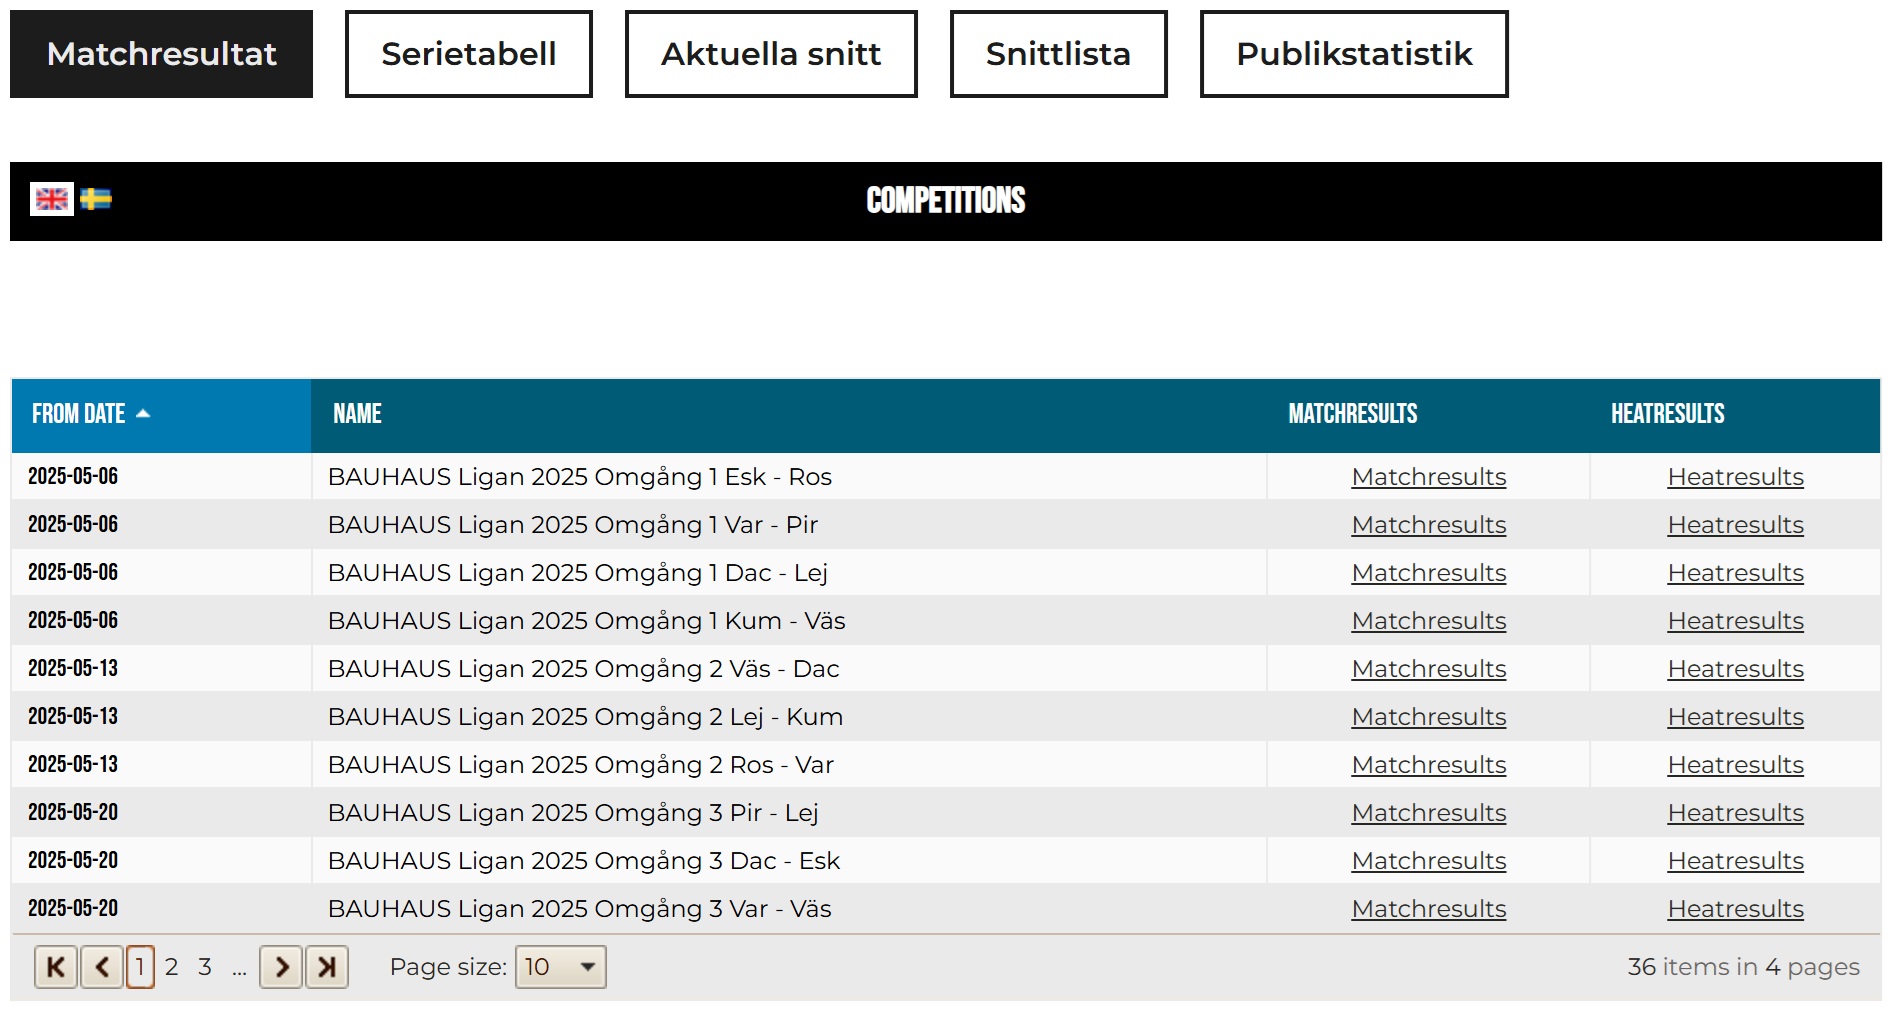 Matchresultat Serietabell Aktuella snitt Snittlista Publikstatistik
COMPETITIONS
FROM DATE NAME MATCHRESULTS HEATRESULTS
2025-05-06 BAUHAUS Ligan 2025 Omgång 1 Esk - Ros Matchresults Heatresults
2025-05-06 BAUHAUS Ligan 2025 Omgång 1 Var - Pir Matchresults Heatresults
2025-05-06 BAUHAUS Ligan 2025 Omgång 1 Dac - Lej Matchresults Heatresults
2025-05-06 BAUHAUS Ligan 2025 Omgång 1 Kum - Väs Matchresults Heatresults
2025-05-13 BAUHAUS Ligan 2025 Omgång 2 Väs - Dac Matchresults Heatresults
2025-05-13 BAUHAUS Ligan 2025 Omgång 2 Lej - Kum Matchresults Heatresults
2025-05-13 BAUHAUS Ligan 2025 Omgång 2 Ros - Var Matchresults Heatresults
2025-05-20 BAUHAUS Ligan 2025 Omgång 3 Pir - Lej Matchresults Heatresults
2025-05-20 BAUHAUS Ligan 2025 Omgång 3 Dac - Esk Matchresults Heatresults
2025-05-20 BAUHAUS Ligan 2025 Omgång 3 Var - Väs Matchresults Heatresults
1 2 3 ... Page size: 10 36 items in 4 pages